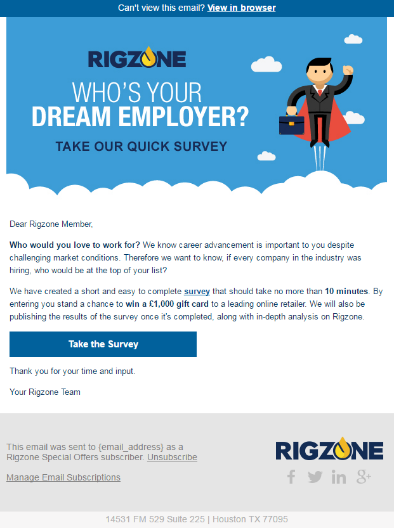 Can't view this email? View in browser
RIGZONE
WHO'S YOUR
DREAM EMPLOYER?
TAKE OUR QUICK SURVEY
Dear Rigzone Member,
Who would you love to work for? We know career advancement is important to you despite
challenging market conditions. Therefore we want to know, if every company in the industry was
hiring, who would be at the top of your list?
We have created a short and easy to complete survey that should take no more than 10 minutes. By
entering you stand a chance to win a £1,000 gift card to a leading online retailer. We will also be
publishing the results of the survey once it's completed, along with in-depth analysis on Rigzone.
Take the Survey
Thank you for your time and input.
Your Rigzone Team
This email was sent to {email_address} as a
Rigzone Special Offers subscriber. Unsubscribe
Manage Email Subscriptions
RIGZONE
f in g+
14531 FM 529 Suite 225 | Houston TX 77095